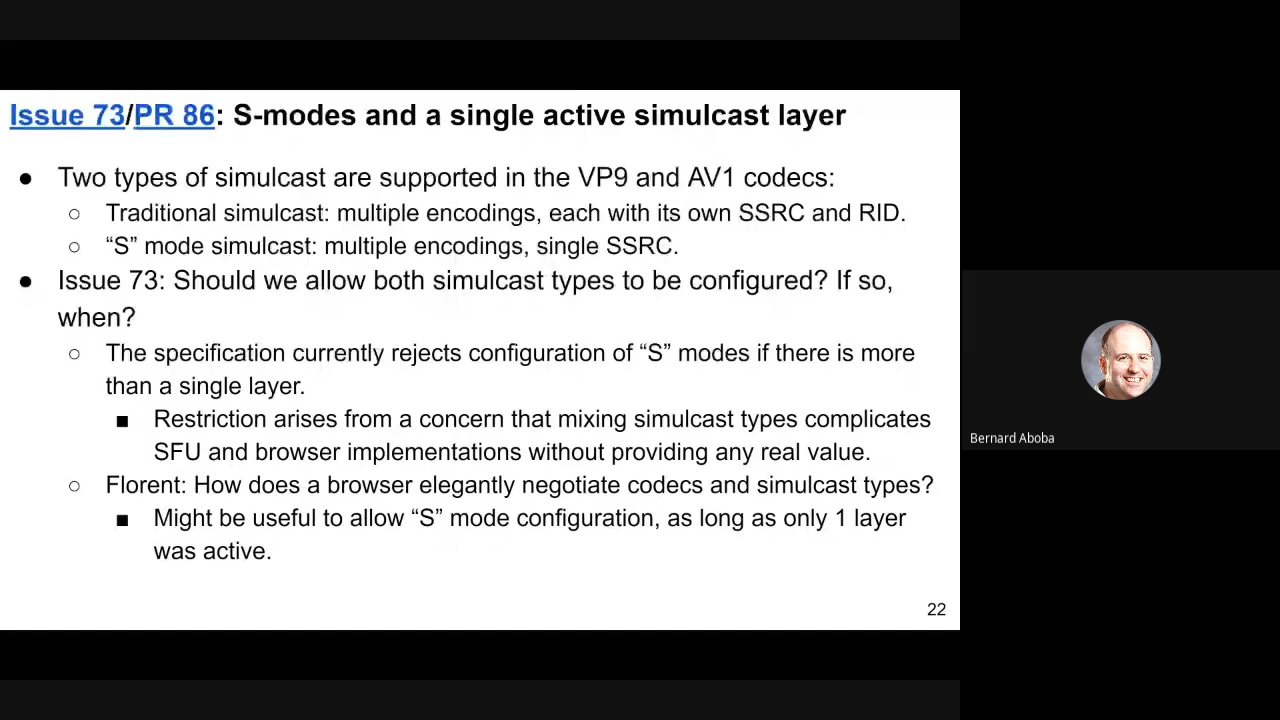 Issue 73/PR 86: S-modes and a single active simulcast layer
● Two types of simulcast are supported in the VP9 and AV1 codecs:
○ Traditional simulcast: multiple encodings, each with its own SSRC and RID.
○ “S” mode simulcast: multiple encodings, single SSRC.
● Issue 73: Should we allow both simulcast types to be configured? If so,
when?
○ The specification currently rejects configuration of “S” modes if there is more
than a single layer.
■ Restriction arises from a concern that mixing simulcast types complicates
SFU and browser implementations without providing any real value.
○ Florent: How does a browser elegantly negotiate codecs and simulcast types?
■ Might be useful to allow “S” mode configuration, as long as only 1 layer
was active.
22
Bernard Aboba